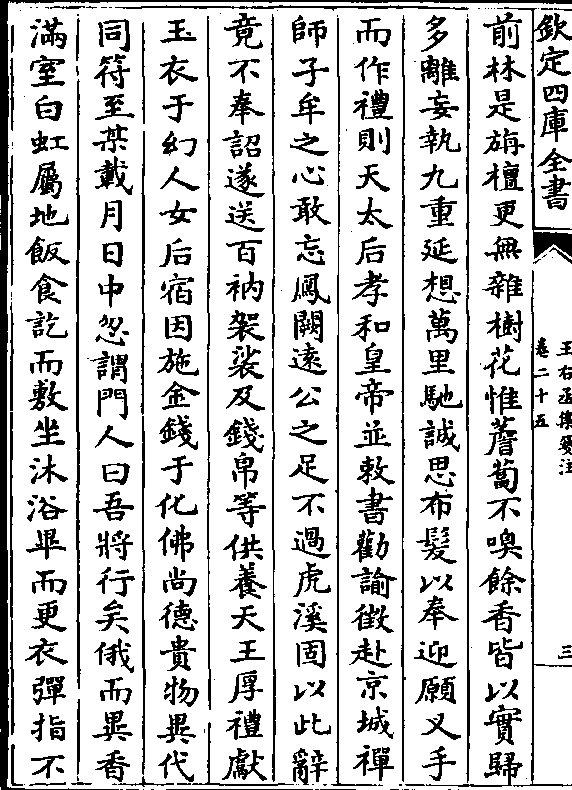 欽定四庫全書
王右丞集箋注
卷二十五
三
前林是旃檀更無雜樹花惟薝蔔不嗅餘香皆以實歸
多離妄執九重延想萬里馳誠思布髮以奉迎願叉手
而作禮則天太后孝和皇帝並敕書勸諭徴赴京城禪
師子牟之心敢忘鳳闕遠公之足不過虎溪固以此辭
竟不奉詔遂送百衲袈裟及錢帛等供養天王厚禮獻
玉衣于幻人女后宿因施金錢于化佛尚德貴物異代
同符至某載月日中忽謂門人曰吾將行矣俄而異香
滿室白虹屬地飯食訖而敷坐沐浴畢而更衣彈指不